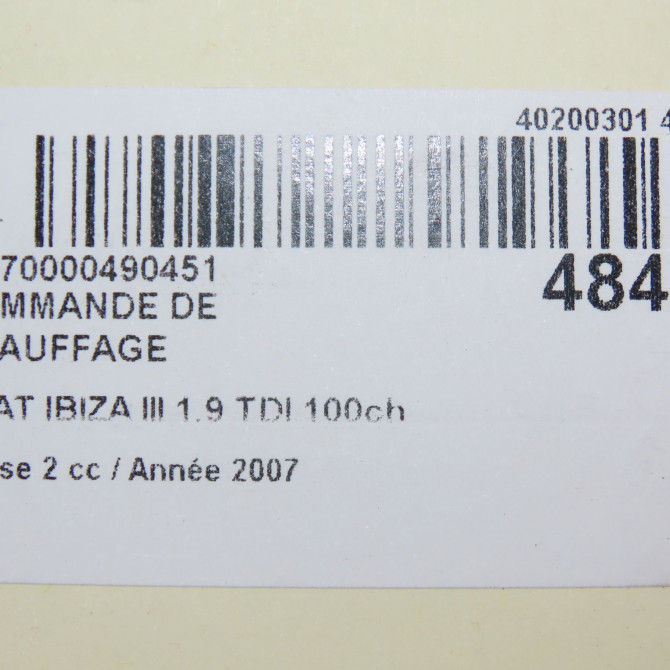 40200301 4
70000490451
484
MMANDE DE
AUFFAGE
AT IBIZA III 1.9 TDI 100ch
se 2 cc / Année 2007